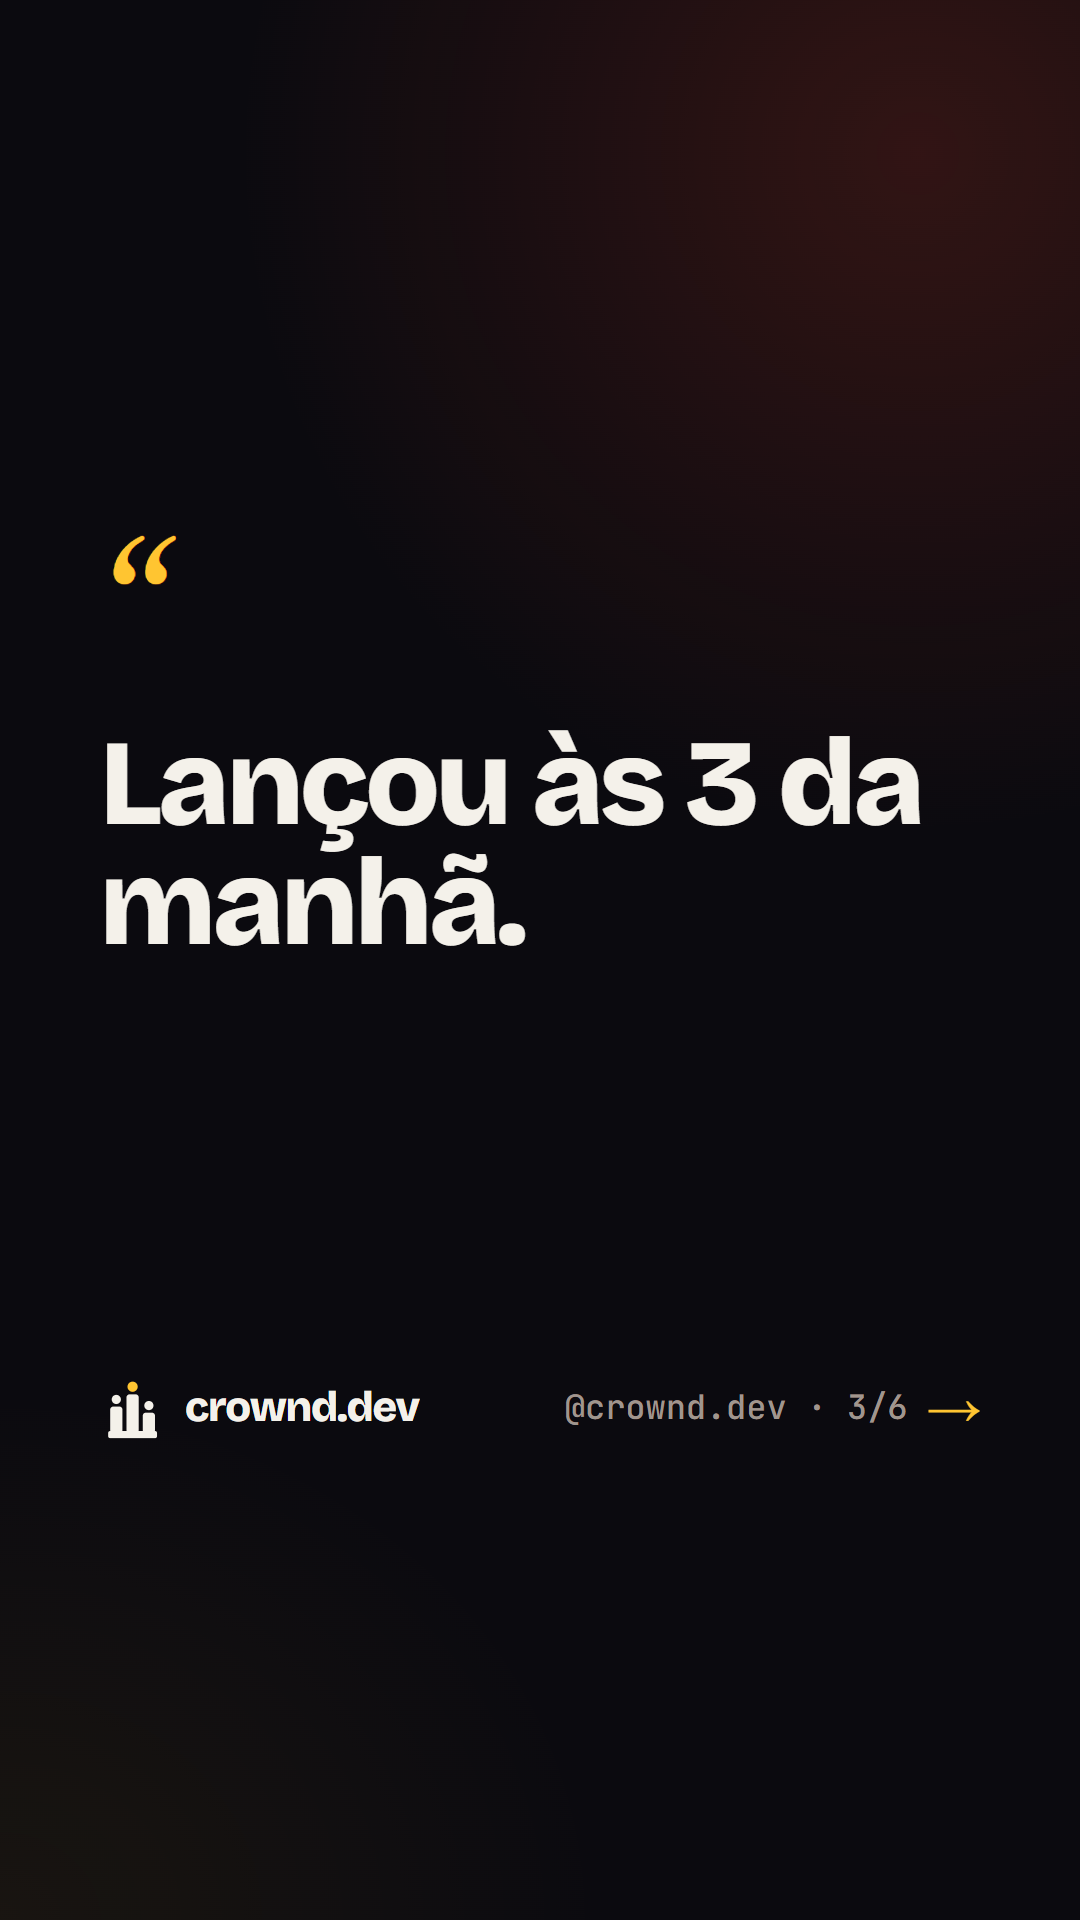 “
Lançou às 3 da
manhã.
crownd.dev
@crownd.dev · 3/6 →